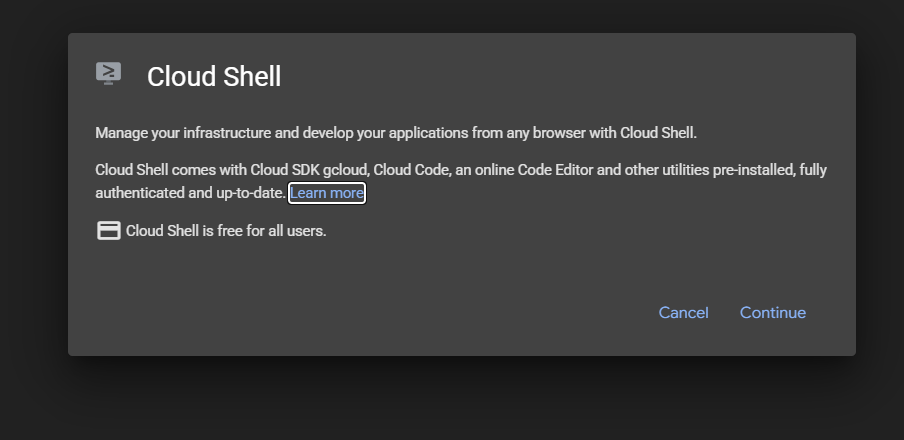 Cloud Shell
Manage your infrastructure and develop your applications from any browser with Cloud Shell.
Cloud Shell comes with Cloud SDK gcloud, Cloud Code, an online Code Editor and other utilities pre-installed, fully
authenticated and up-to-date. Learn more
Cloud Shell is free for all users.
Cancel Continue